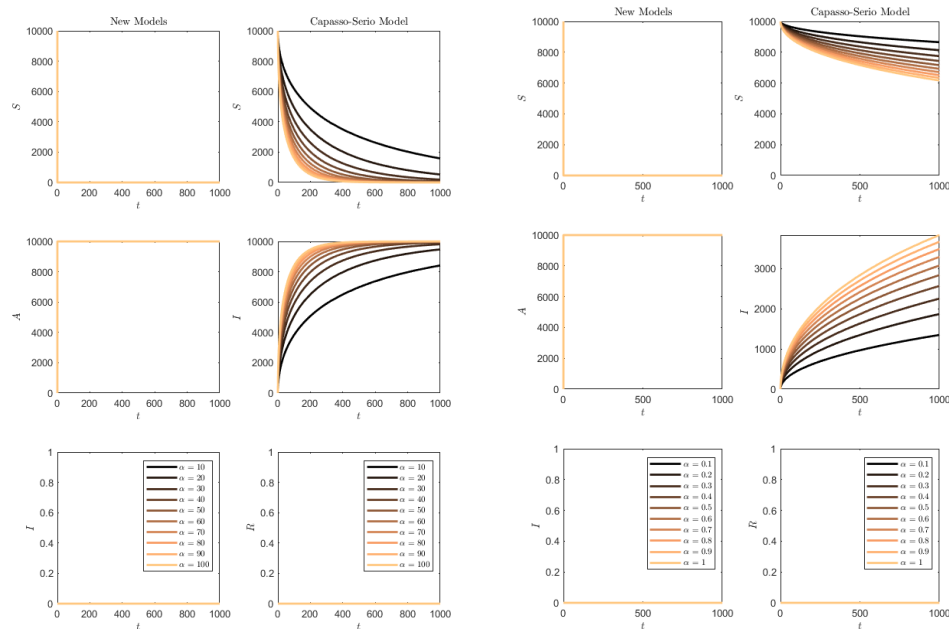 New Models
Capasso-Serio Model
New Models
Capasso-Serio Model
10000
8000
6000
4000
2000
0
S
0 200 400 600 800 1000
t
10000
8000
6000
4000
2000
0
S
0 200 400 600 800 1000
t
10000
8000
6000
4000
2000
0
S
0 500 1000
t
10000
8000
6000
4000
2000
0
S
0 500 1000
t
10000
8000
6000
4000
2000
0
A
0 200 400 600 800 1000
t
10000
8000
6000
4000
2000
0
I
0 200 400 600 800 1000
t
10000
8000
6000
4000
2000
0
A
0 500 1000
t
3000
2000
1000
0
I
0 500 1000
t
1
0.8
0.6
0.4
0.2
0
I
α = 10
α = 20
α = 30
α = 40
α = 50
α = 60
α = 70
α = 80
α = 90
α = 100
0 200 400 600 800 1000
t
1
0.8
0.6
0.4
0.2
0
R
α = 10
α = 20
α = 30
α = 40
α = 50
α = 60
α = 70
α = 80
α = 90
α = 100
0 200 400 600 800 1000
t
1
0.8
0.6
0.4
0.2
0
I
α = 0.1
α = 0.2
α = 0.3
α = 0.4
α = 0.5
α = 0.6
α = 0.7
α = 0.8
α = 0.9
α = 1
0 500 1000
t
1
0.8
0.6
0.4
0.2
0
R
α = 0.1
α = 0.2
α = 0.3
α = 0.4
α = 0.5
α = 0.6
α = 0.7
α = 0.8
α = 0.9
α = 1
0 500 1000
t